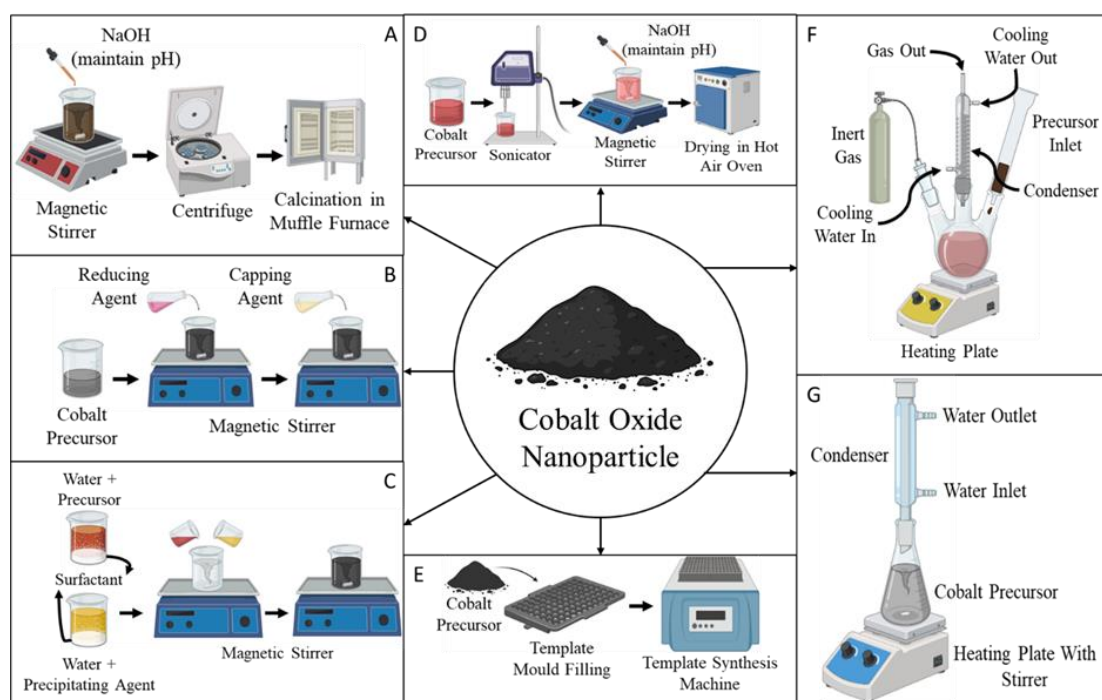 A
NaOH
(maintain pH)
Magnetic
Stirrer
Centrifuge
Calcination in
Muffle Furnace
B
Reducing
Agent
Capping
Agent
Cobalt
Precursor
Magnetic Stirrer
C
Water +
Precursor
Surfactant
Water +
Precipitating Agent
Magnetic Stirrer
D
NaOH
(maintain pH)
Cobalt
Precursor
Sonicator
Magnetic
Stirrer
Drying in Hot
Air Oven
Cobalt Oxide
Nanoparticle
E
Cobalt
Precursor
Template
Mould Filling
Template Synthesis
Machine
F
Gas Out
Cooling
Water Out
Inert
Gas
Precursor
Inlet
Condenser
Cooling
Water In
Heating Plate
G
Water Outlet
Condenser
Water Inlet
Cobalt Precursor
Heating Plate With
Stirrer